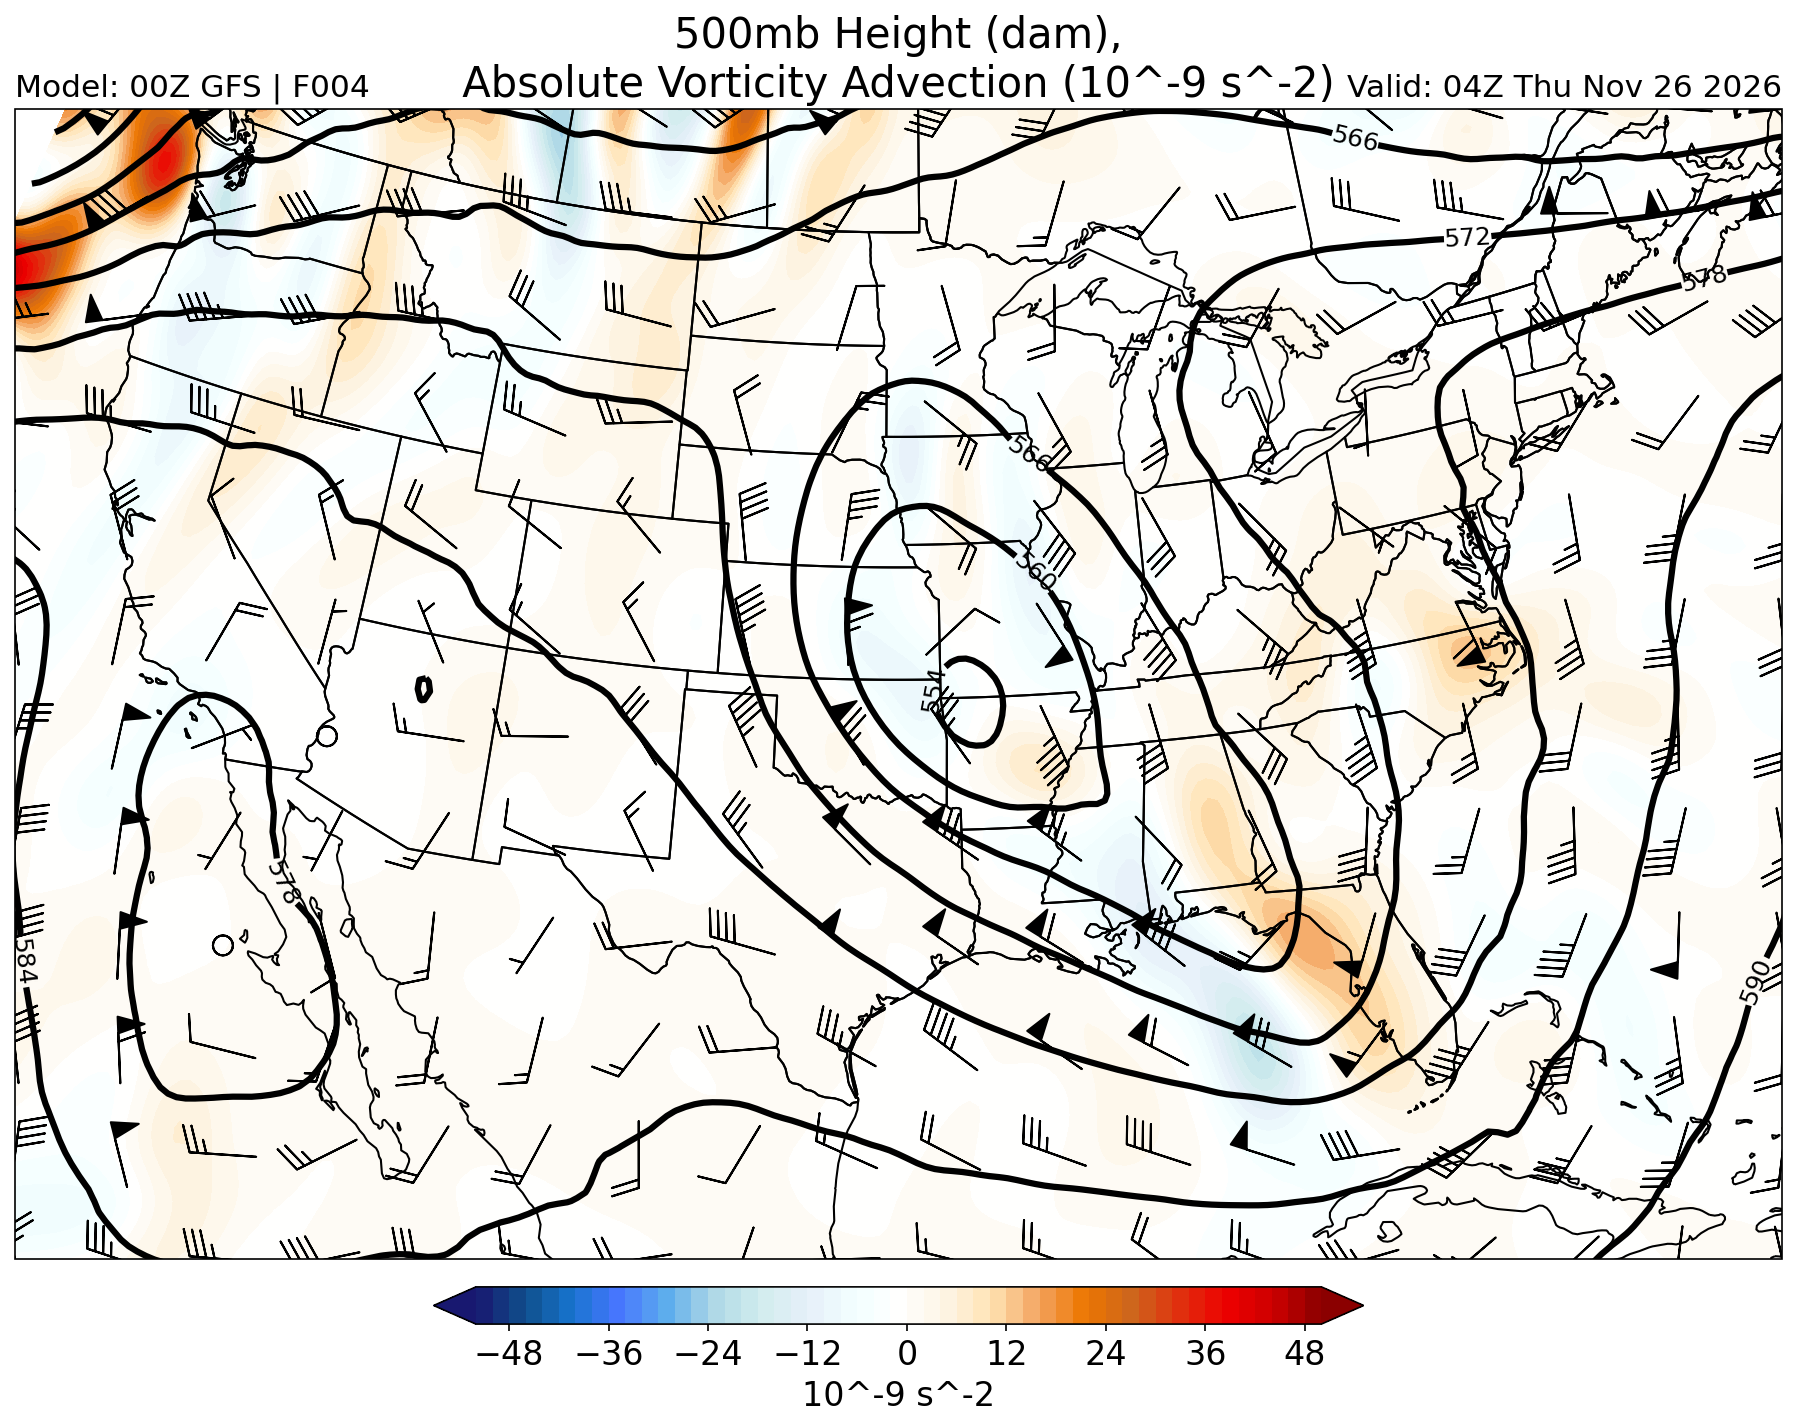 500mb Height (dam),
Model: 00Z GFS | F004
Absolute Vorticity Advection (10^-9 s^-2)
Valid: 04Z Thu Nov 26 2026
566
572
578
566
560
554
578
584
590
−48 −36 −24 −12 0 12 24 36 48
10^-9 s^-2